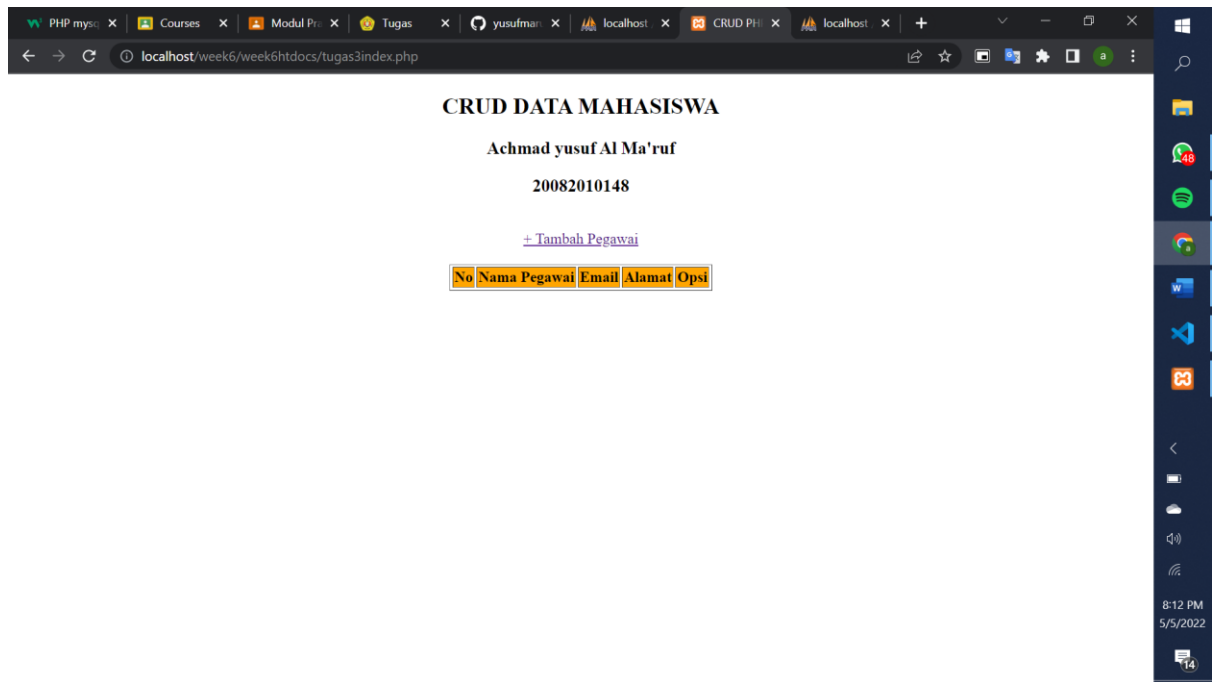 PHP mysq
Courses
Modul Pra
Tugas
yusufman
localhost /
CRUD PHP
localhost /
localhost/week6/week6htdocs/tugas3index.php
a
CRUD DATA MAHASISWA
Achmad yusuf Al Ma'ruf
20082010148
+ Tambah Pegawai
No Nama Pegawai Email Alamat Opsi
48
8:12 PM
5/5/2022
14